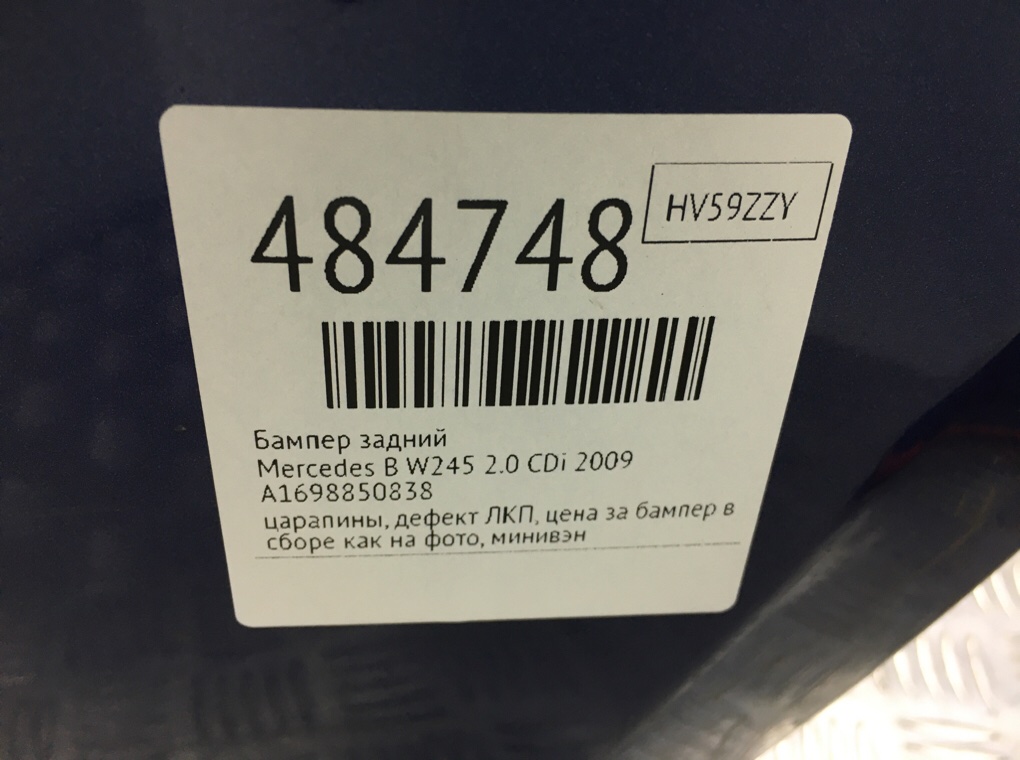 HV59ZZY
484748
Бампер задний
Mercedes B W245 2.0 CDi 2009
A1698850838
царапины, дефект ЛКП, цена за бампер в
сборе как на фото, минивэн